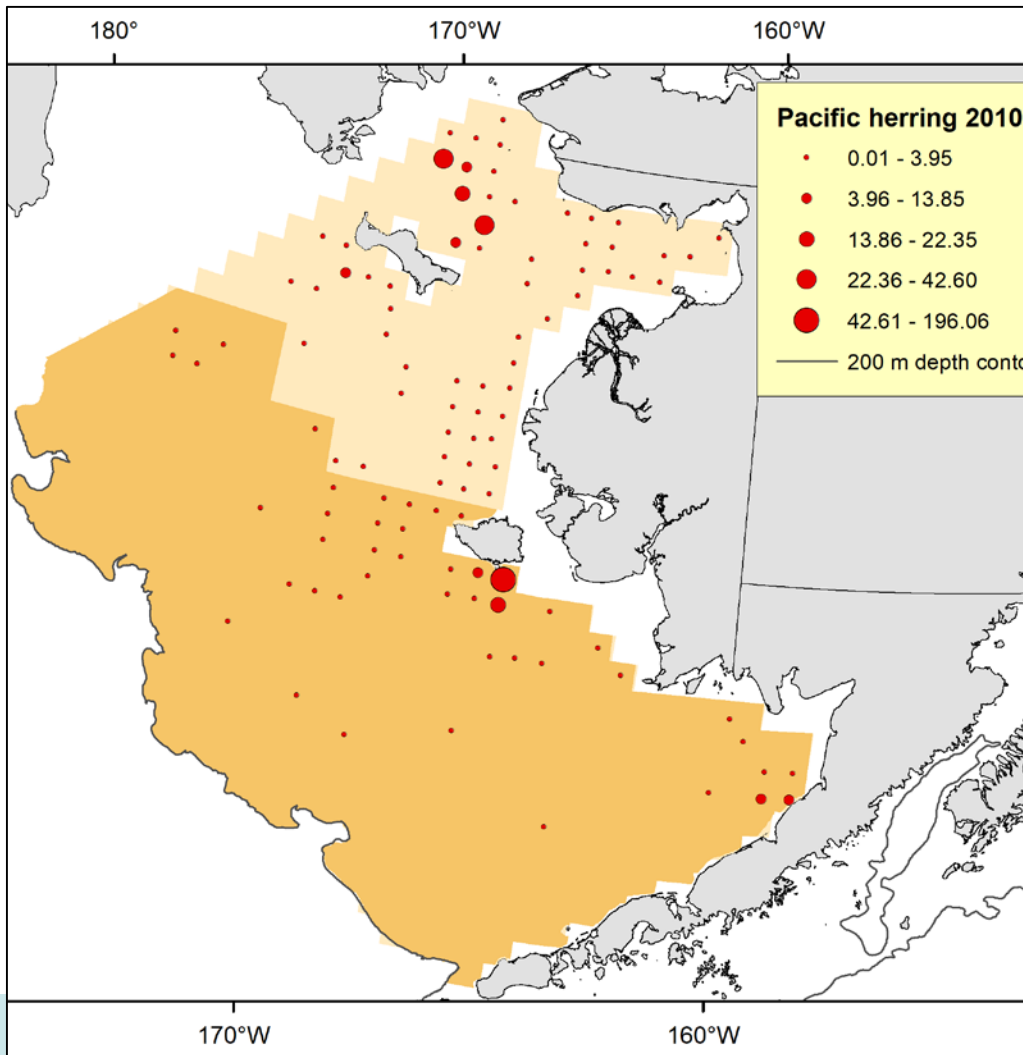 180° 170°W 160°W
Pacific herring 2010
0.01 - 3.95
3.96 - 13.85
13.86 - 22.35
22.36 - 42.60
42.61 - 196.06
200 m depth conto
170°W 160°W